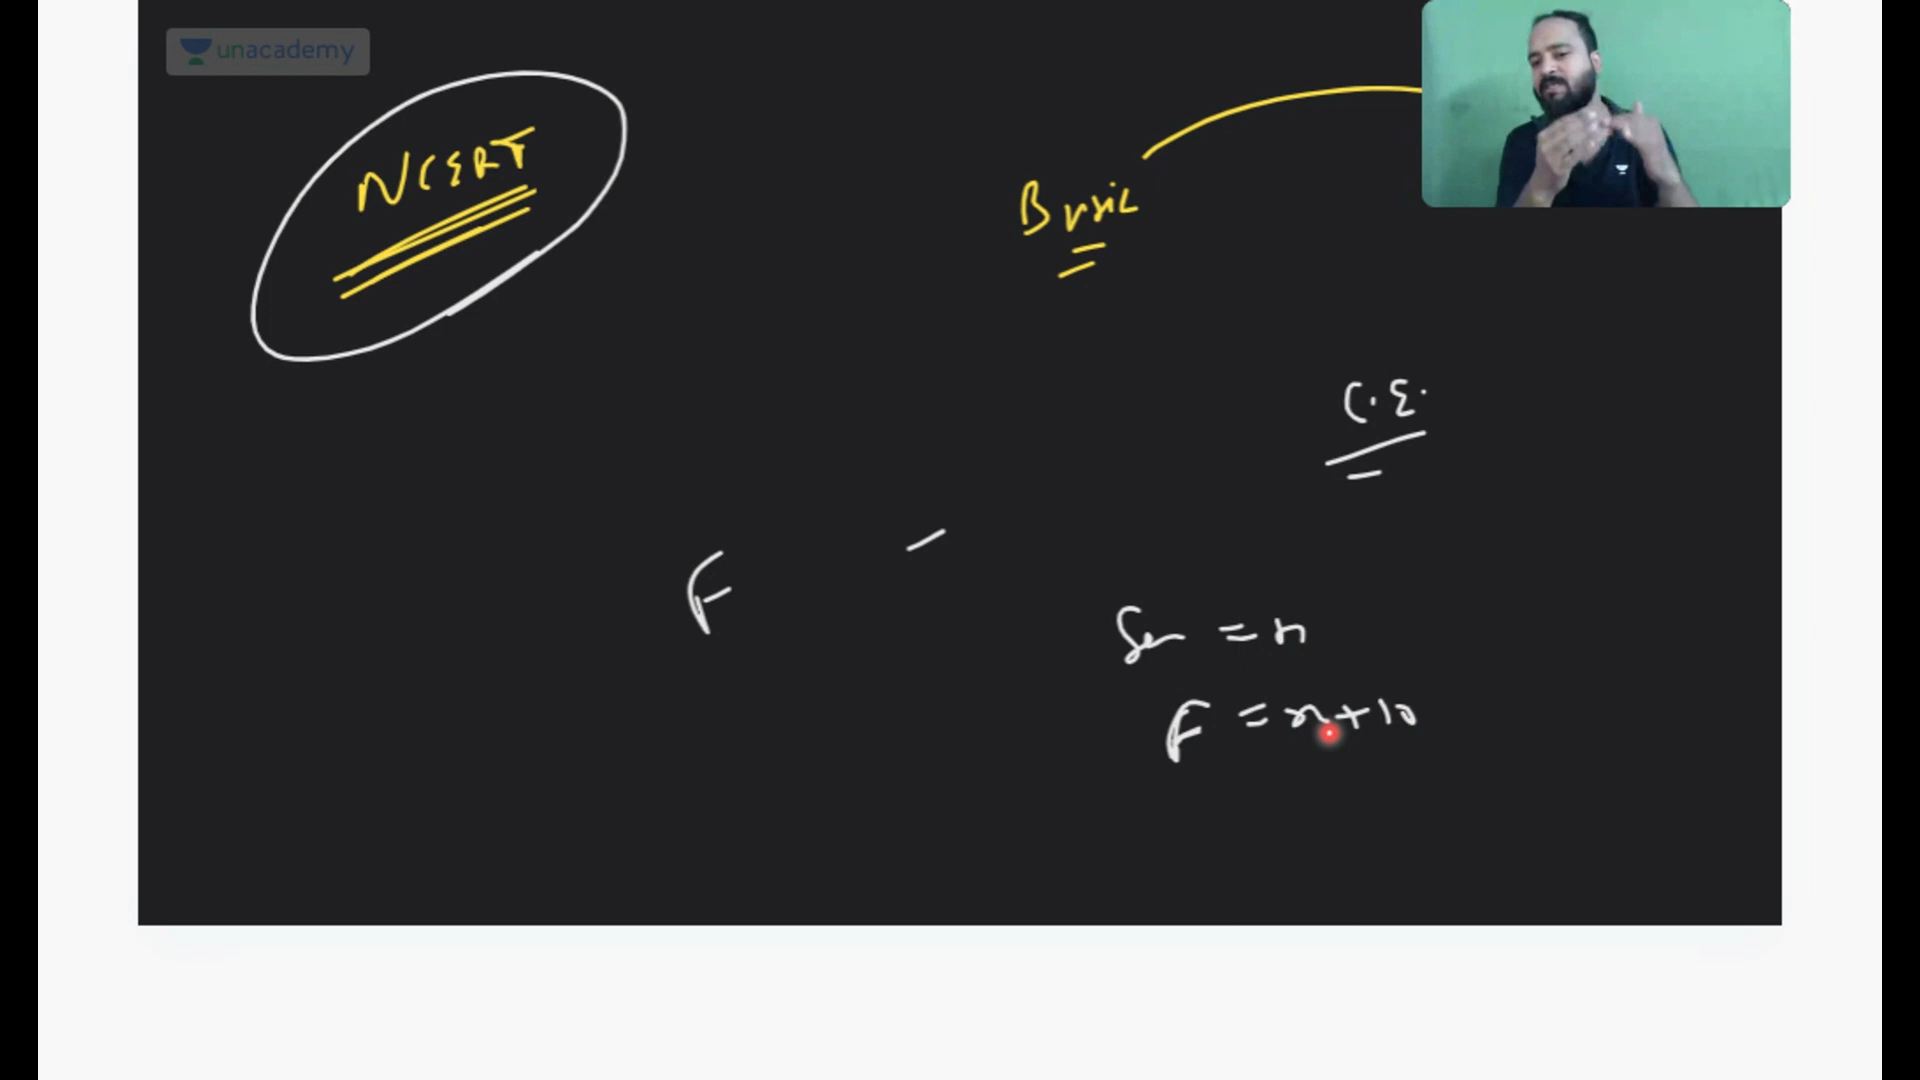 unacademy
NCERT
Basic
C.E.
F -
Son = x
F = x+10